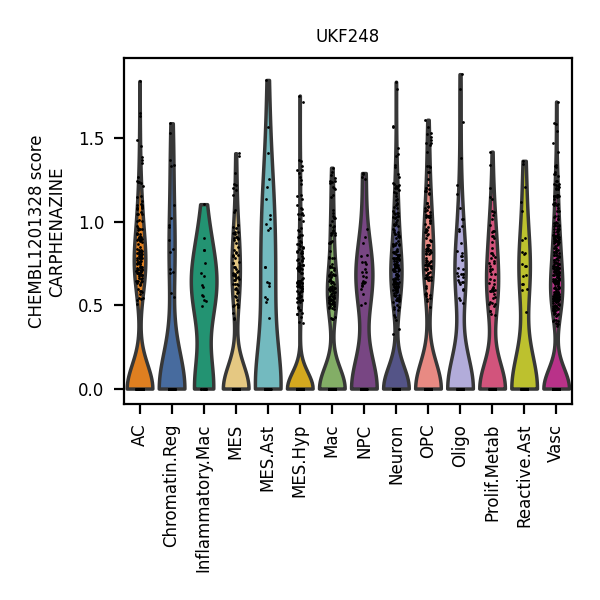 UKF248
CHEMBL1201328 score
CARPHENAZINE
1.5
1.0
0.5
0.0
AC
Chromatin.Reg
Inflammatory.Mac
MES
MES.Ast
MES.Hyp
Mac
NPC
Neuron
OPC
Oligo
Prolif.Metab
Reactive.Ast
Vasc